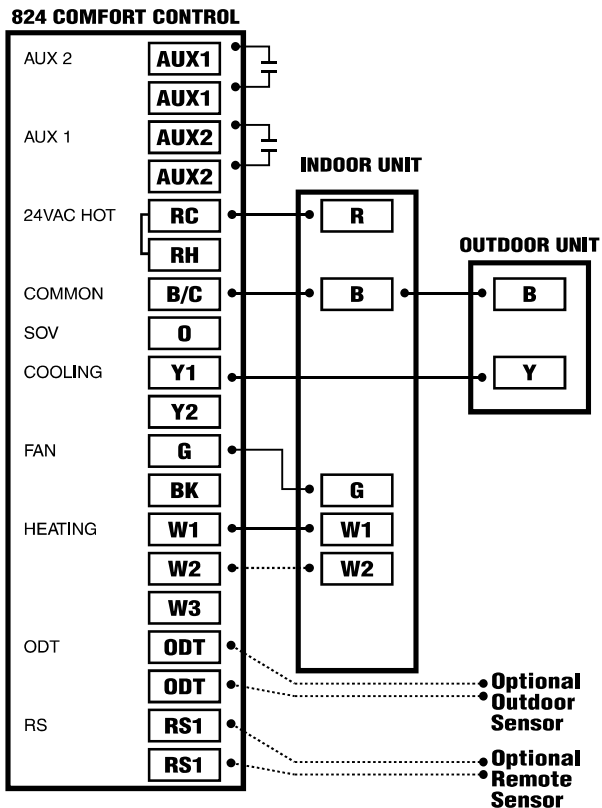 824 COMFORT CONTROL
AUX 2 AUX1
AUX1
AUX 1 AUX2
AUX2
INDOOR UNIT
24VAC HOT RC R
RH
OUTDOOR UNIT
COMMON B/C B B
SOV O
COOLING Y1 Y
Y2
FAN G
BK G
HEATING W1 W1
W2 W2
W3
ODT ODT
ODT
Optional
Outdoor
Sensor
RS RS1
RS1
Optional
Remote
Sensor